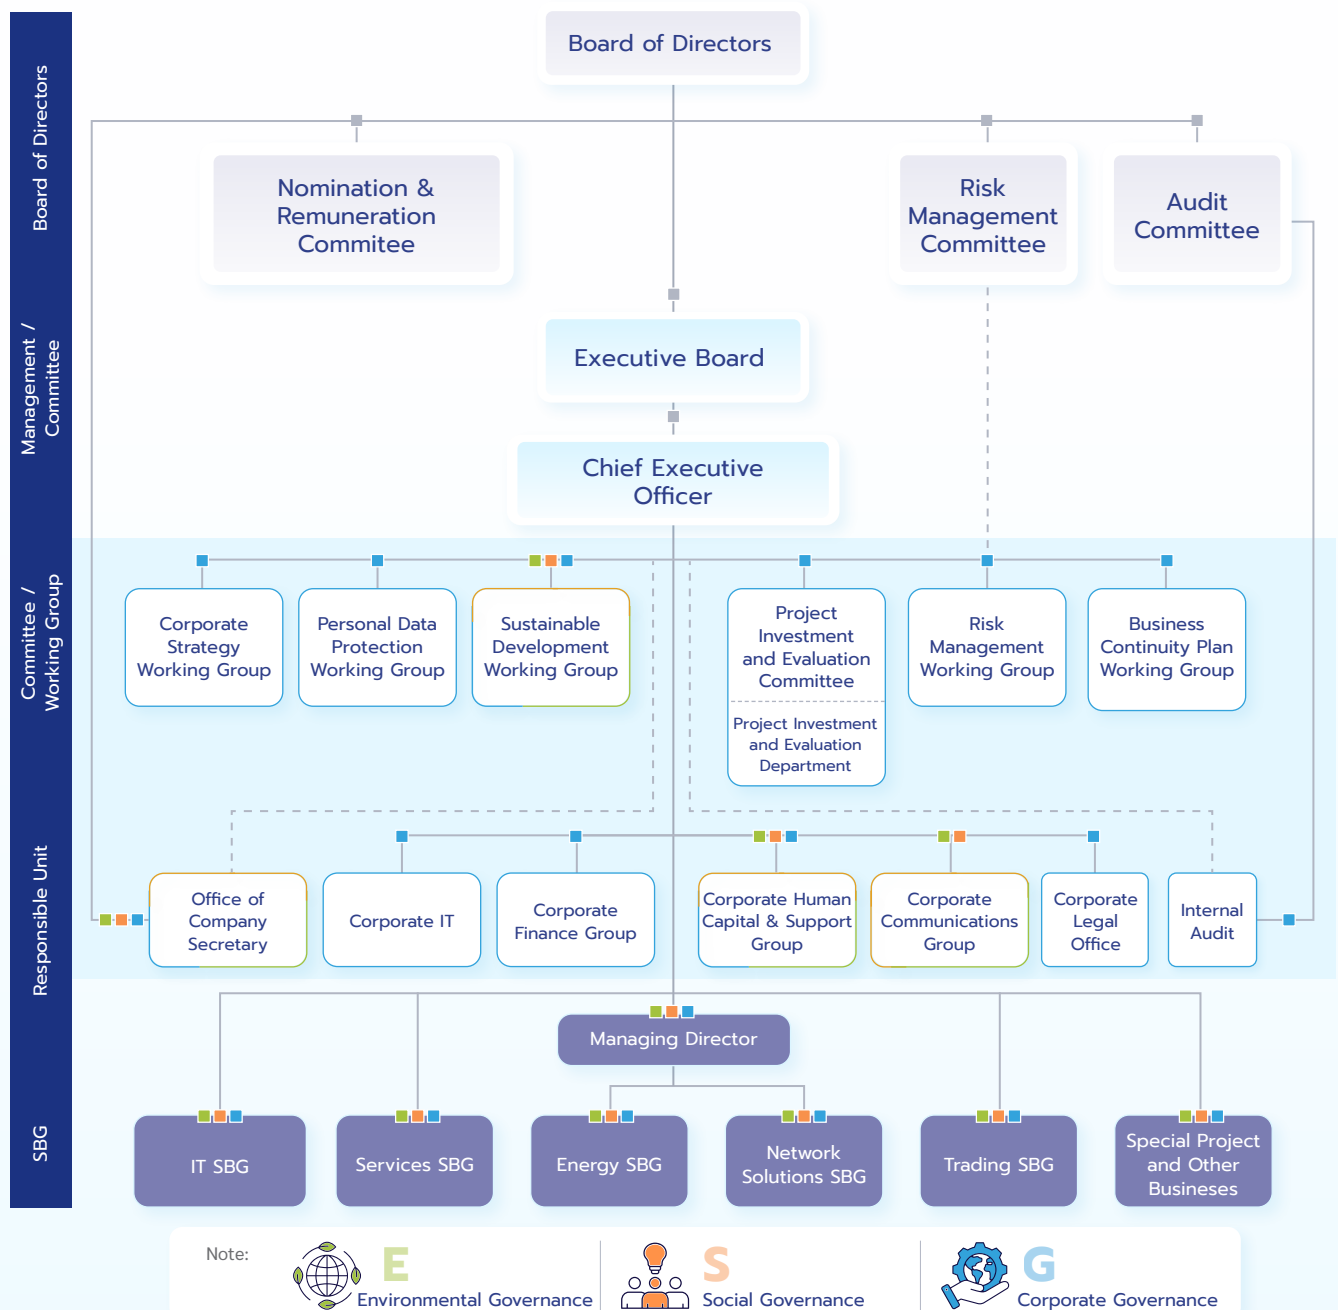 Board of Directors
Management /
Committee
Committee /
Working Group
Responsible Unit
SBG
Board of Directors
Nomination &
Remuneration
Commitee
Risk
Management
Committee
Audit
Committee
Executive Board
Chief Executive
Officer
Corporate
Strategy
Working Group
Personal Data
Protection
Working Group
Sustainable
Development
Working Group
Project
Investment
and Evaluation
Committee
Project Investment
and Evaluation
Department
Risk
Management
Working Group
Business
Continuity Plan
Working Group
Office of
Company
Secretary
Corporate IT
Corporate
Finance Group
Corporate Human
Capital & Support
Group
Corporate
Communications
Group
Corporate
Legal
Office
Internal
Audit
Managing Director
IT SBG
Services SBG
Energy SBG
Network
Solutions SBG
Trading SBG
Special Project
and Other
Busineses
Note:
E
Environmental Governance
S
Social Governance
G
Corporate Governance